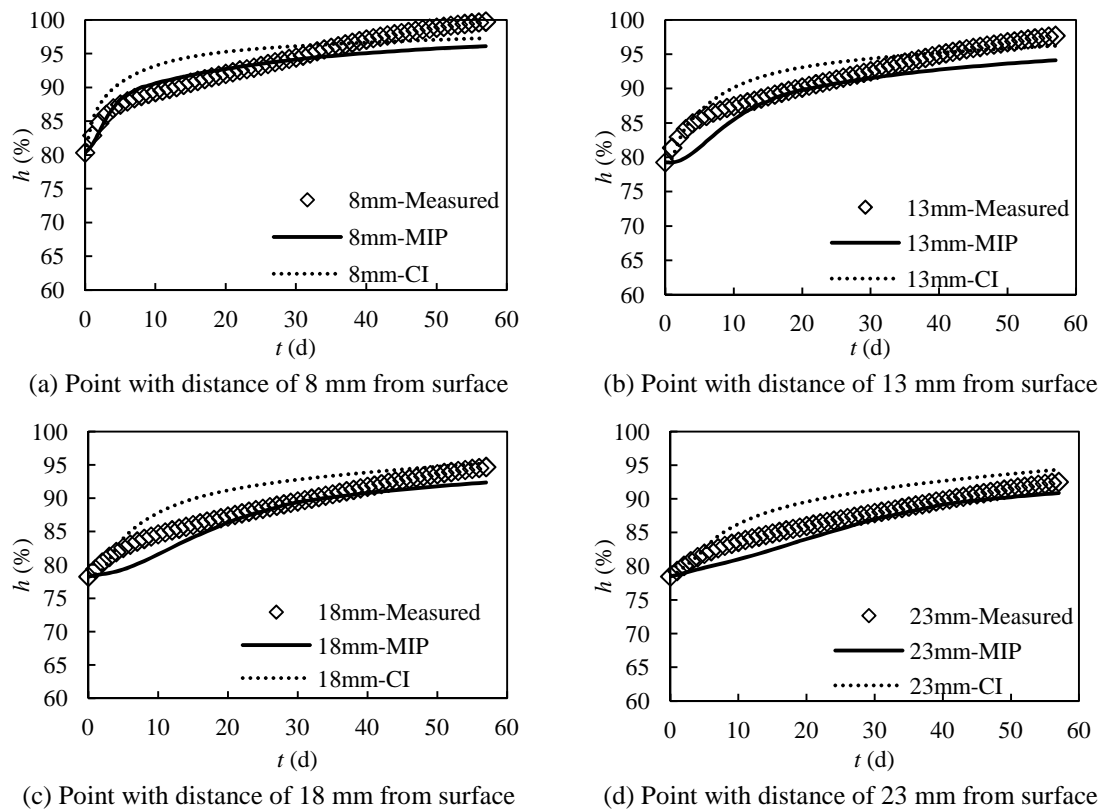 100
95
90
85
80
75
70
65
60
h (%)
8mm-Measured
8mm-MIP
8mm-CI
0 10 20 30 40 50 60
t (d)
(a) Point with distance of 8 mm from surface
100
95
90
85
80
75
70
65
60
h (%)
13mm-Measured
13mm-MIP
13mm-CI
0 10 20 30 40 50 60
t (d)
(b) Point with distance of 13 mm from surface
100
95
90
85
80
75
70
65
60
h (%)
18mm-Measured
18mm-MIP
18mm-CI
0 10 20 30 40 50 60
t (d)
(c) Point with distance of 18 mm from surface
100
95
90
85
80
75
70
65
60
h (%)
23mm-Measured
23mm-MIP
23mm-CI
0 10 20 30 40 50 60
t (d)
(d) Point with distance of 23 mm from surface